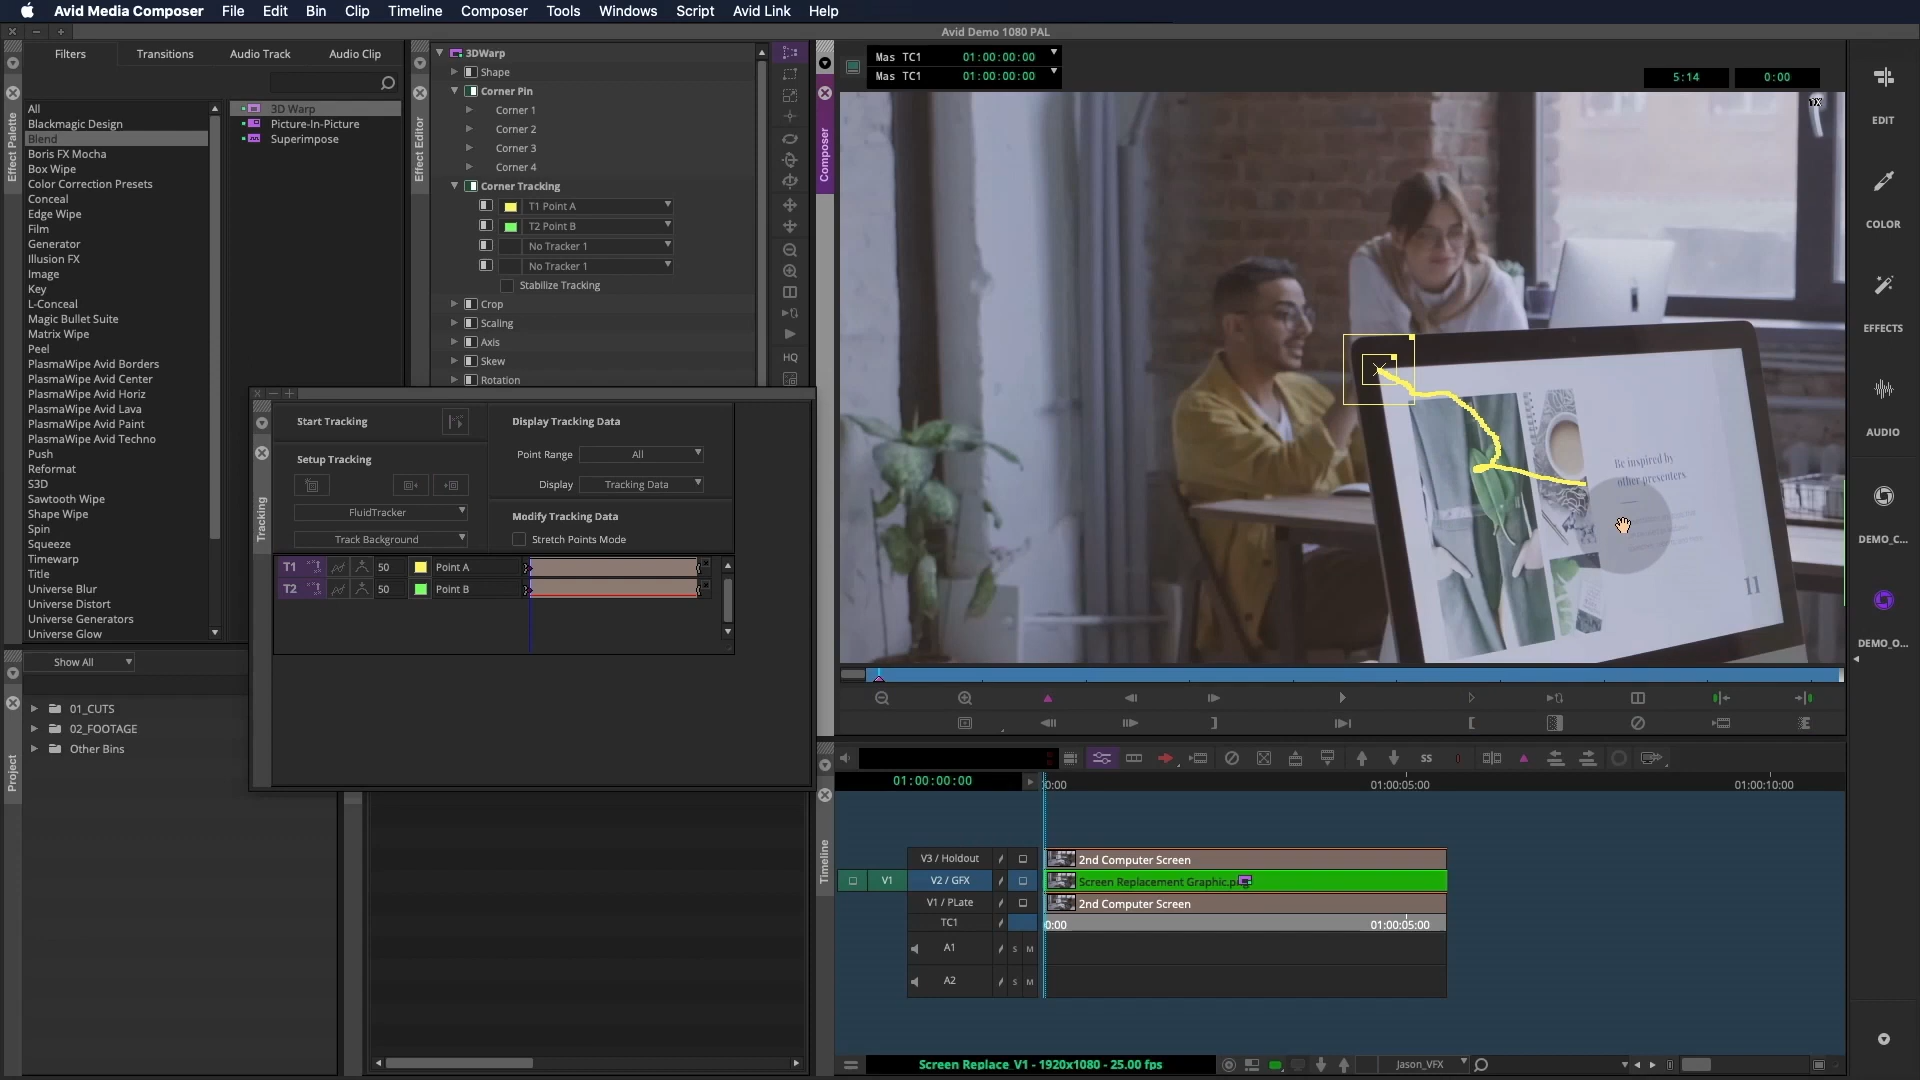 Avid Media Composer File Edit Bin Clip Timeline Composer Tools Windows Script Avid Link Help
Avid Demo 1080 PAL
Filters Transitions Audio Track Audio Clip
All
Blackmagic Design
Blend
Boris FX Mocha
Box Wipe
Color Correction Presets
Conceal
Edge Wipe
Film
Generator
Illusion FX
Image
Key
L-Conceal
Magic Bullet Suite
Matrix Wipe
Peel
PlasmaWipe Avid Borders
PlasmaWipe Avid Center
PlasmaWipe Avid Horiz
PlasmaWipe Avid Lava
PlasmaWipe Avid Paint
PlasmaWipe Avid Techno
Push
Reformat
S3D
Sawtooth Wipe
Shape Wipe
Spin
Squeeze
Timewarp
Title
Universe Blur
Universe Distort
Universe Generators
Universe Glow
3D Warp
Picture-In-Picture
Superimpose
Effect Palette
Effect Editor
3DWarp
Shape
Corner Pin
Corner 1
Corner 2
Corner 3
Corner 4
Corner Tracking
T1 Point A
T2 Point B
No Tracker 1
No Tracker 1
Stabilize Tracking
Crop
Scaling
Axis
Skew
Rotation
HQ
Composer
Mas TC1 01:00:00:00
Mas TC1 01:00:00:00
5:14 0:00
Be inspired by
other presenters
11
EDIT
COLOR
EFFECTS
AUDIO
DEMO_C...
DEMO_O...
Tracking
Start Tracking
Setup Tracking
FluidTracker
Track Background
Display Tracking Data
Point Range All
Display Tracking Data
Modify Tracking Data
Stretch Points Mode
T1 50 Point A
T2 50 Point B
Show All
Project
01_CUTS
02_FOOTAGE
Other Bins
Timeline
SS
01:00:00:00
0:00 01:00:05:00 01:00:10:00
V3 / Holdout 2nd Computer Screen
V1 V2 / GFX Screen Replacement Graphic.p
V1 / PLate 2nd Computer Screen
TC1 0:00 01:00:05:00
A1 S M
A2 S M
Screen Replace_V1 - 1920x1080 - 25.00 fps
Jason_VFX